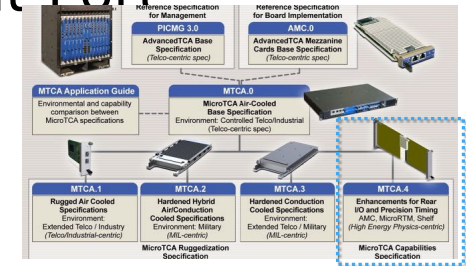 Reference Specification
for Management
Reference Specification
for Board Implementation
PICMG 3.0
AdvancedTCA Base
Specification
(Telco-centric spec)
AMC.0
AdvancedTCA Mezzanine
Cards Base Specification
(Telco-centric spec)
MTCA Application Guide
Environmental and capability
comparison between
MicroTCA specifications
MTCA.0
MicroTCA Air-Cooled
Base Specification
Environment: Controlled Telco/Industrial
(Telco-centric spec)
MTCA.1
Rugged Air Cooled
Specifications
Environment:
Extended Telco / Industry
(Telco/Industrial-centric)
MTCA.2
Hardened Hybrid
Air/Conduction
Cooled Specifications
Environment: Military
(MIL-centric)
MTCA.3
Hardened Conduction
Cooled Specifications
Environment:
Extended Telco / Military
(MIL-centric)
MTCA.4
Enhancements for Rear
I/O and Precision Timing
AMC, MicroRTM, Shelf
(High Energy Physics-centric)
MicroTCA Ruggedization
Specification
MicroTCA Capabilities
Specification